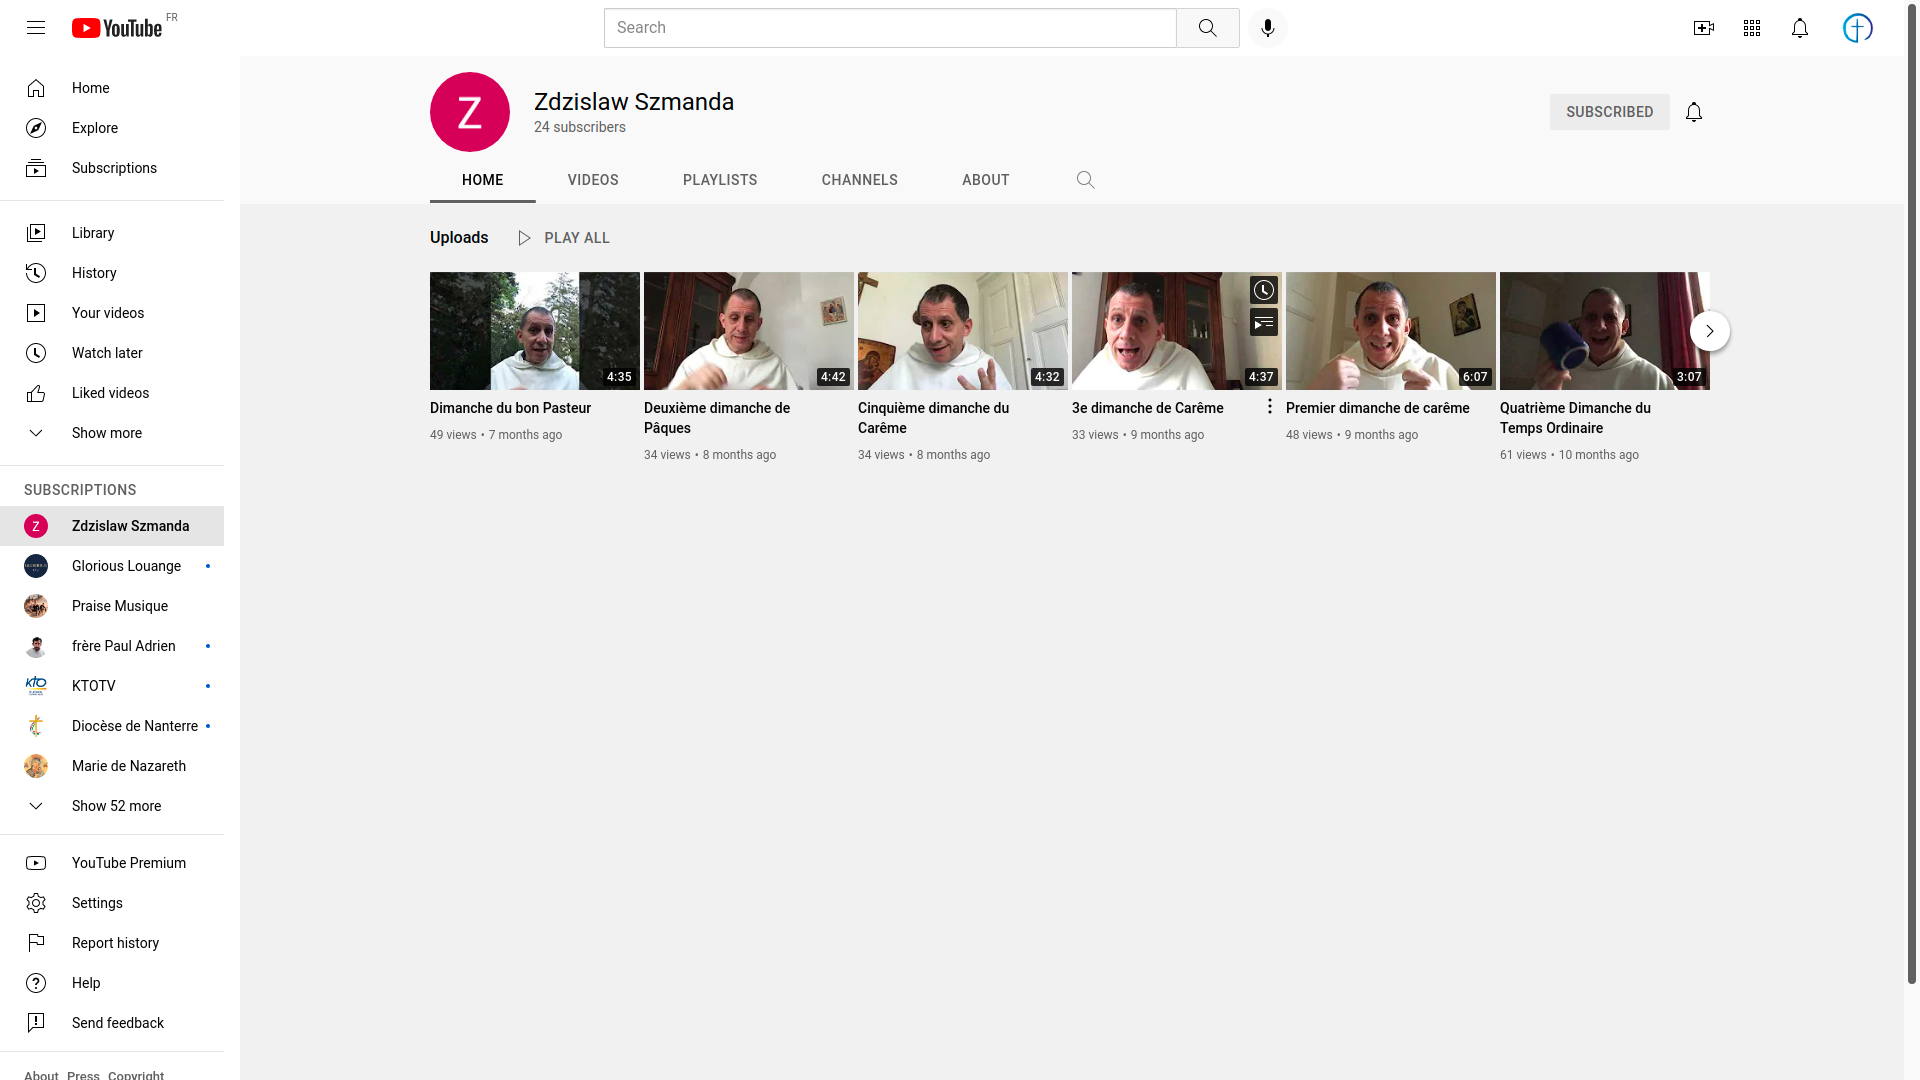 YouTube FR
Search
Home
Explore
Subscriptions
Library
History
Your videos
Watch later
Liked videos
Show more
SUBSCRIPTIONS
Z Zdzislaw Szmanda
Glorious Louange •
Praise Musique
frère Paul Adrien •
KTO KTOTV •
Diocèse de Nanterre •
Marie de Nazareth
Show 52 more
YouTube Premium
Settings
Report history
Help
Send feedback
About Press Copyright
Z
Zdzislaw Szmanda
24 subscribers
SUBSCRIBED
HOME VIDEOS PLAYLISTS CHANNELS ABOUT
Uploads PLAY ALL
4:35
Dimanche du bon Pasteur
49 views • 7 months ago
4:42
Deuxième dimanche de
Pâques
34 views • 8 months ago
4:32
Cinquième dimanche du
Carême
34 views • 8 months ago
4:37
3e dimanche de Carême
33 views • 9 months ago
6:07
Premier dimanche de carême
48 views • 9 months ago
3:07
Quatrième Dimanche du
Temps Ordinaire
61 views • 10 months ago